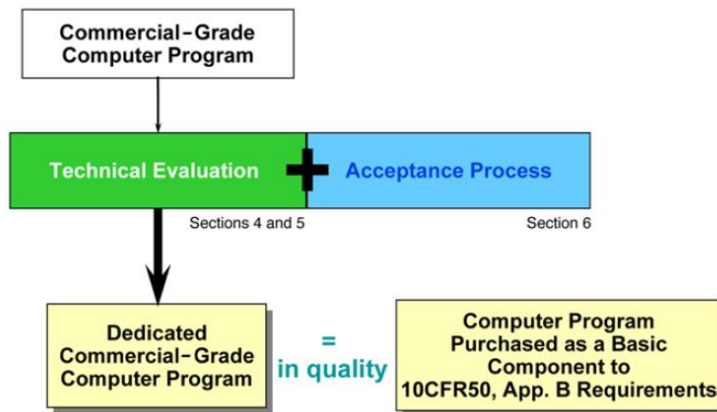 Commercial-Grade
Computer Program
Technical Evaluation + Acceptance Process
Sections 4 and 5
Section 6
Dedicated
Commercial-Grade
Computer Program
=
in quality
Computer Program
Purchased as a Basic
Component to
10CFR50, App. B Requirements